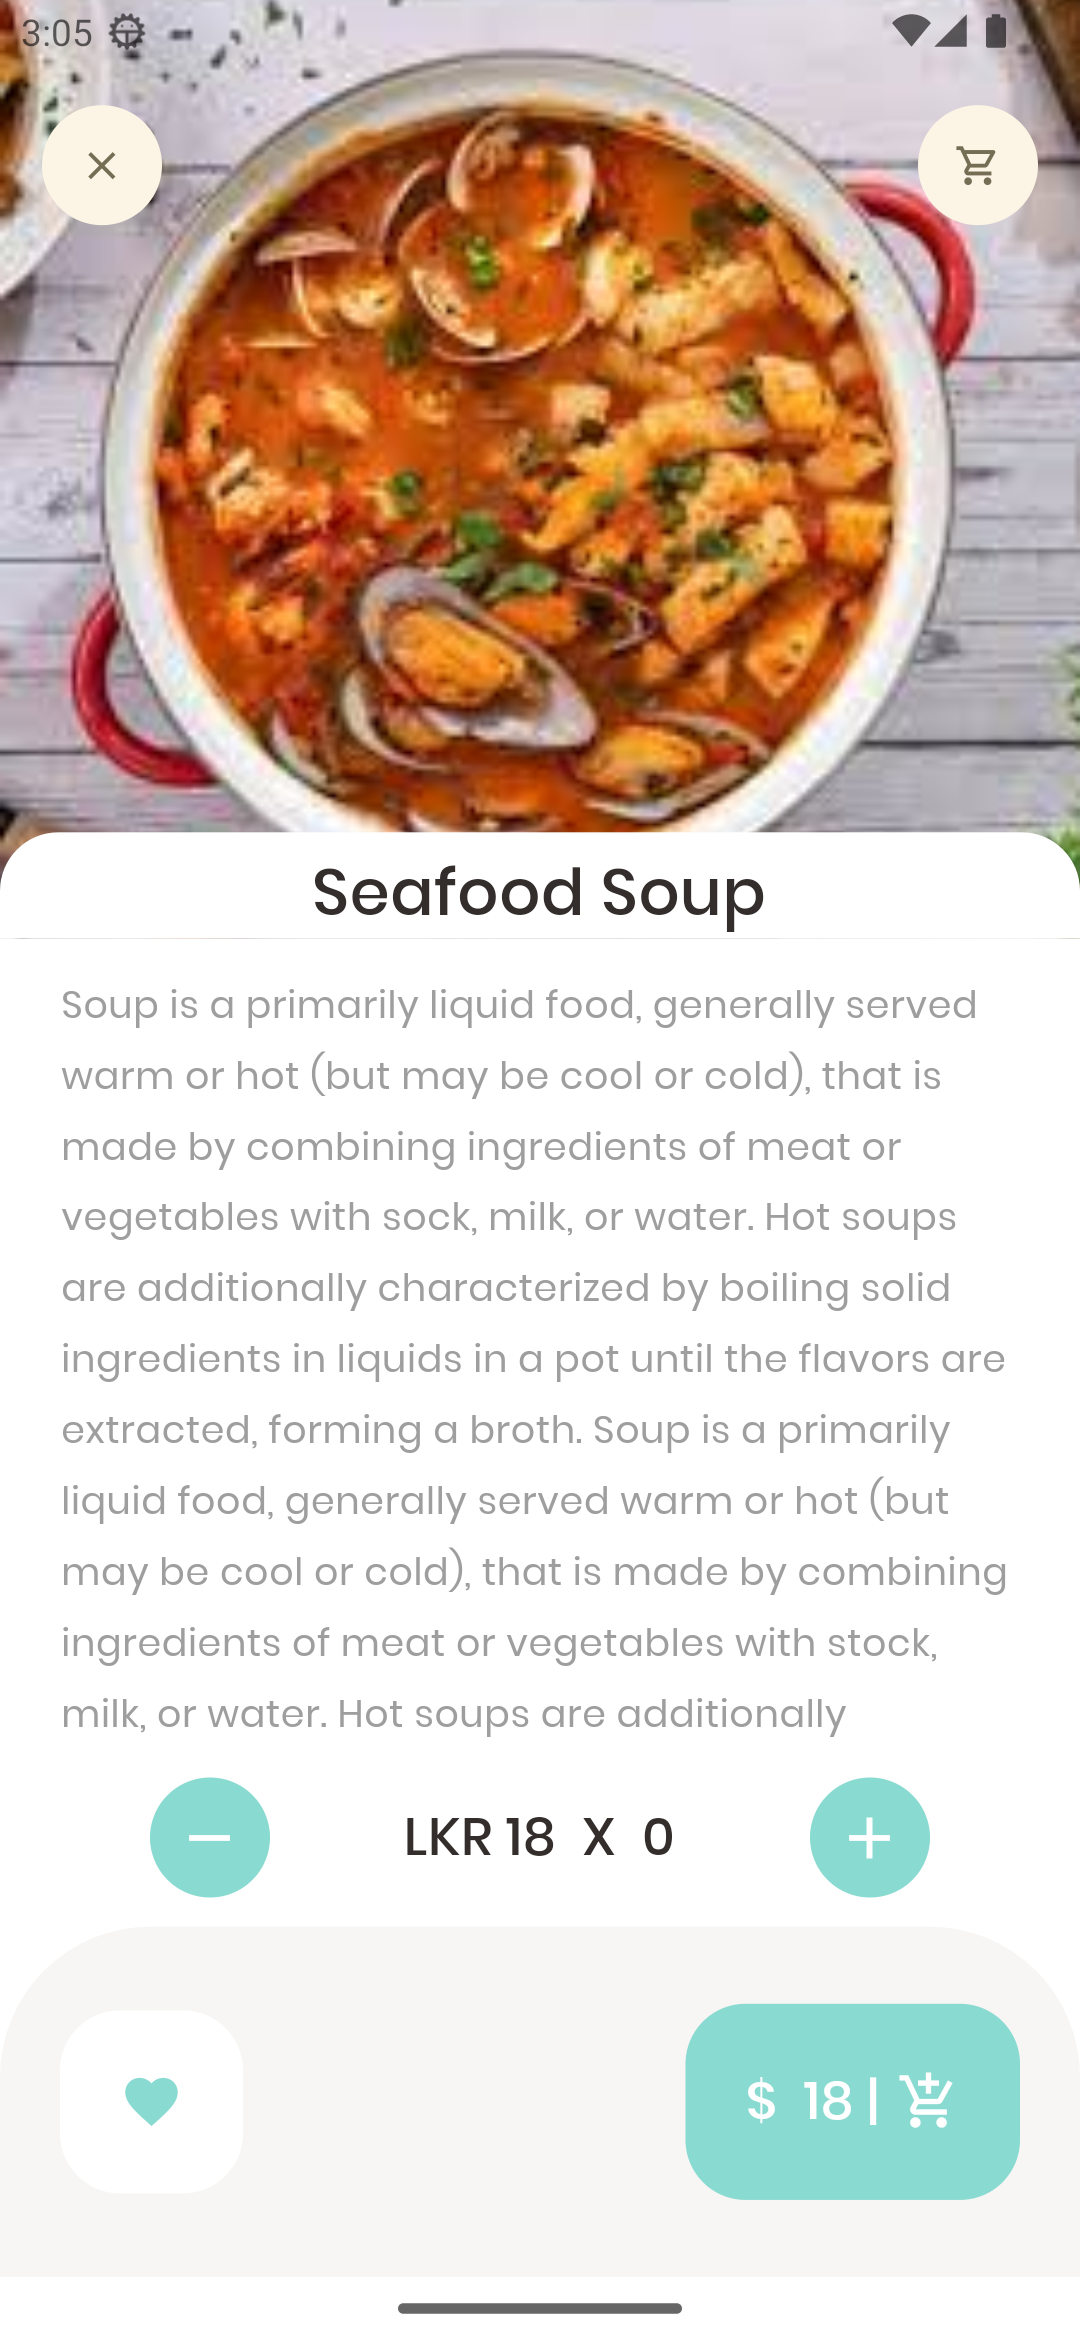 3:05
Seafood Soup
Soup is a primarily liquid food, generally served
warm or hot (but may be cool or cold), that is
made by combining ingredients of meat or
vegetables with sock, milk, or water. Hot soups
are additionally characterized by boiling solid
ingredients in liquids in a pot until the flavors are
extracted, forming a broth. Soup is a primarily
liquid food, generally served warm or hot (but
may be cool or cold), that is made by combining
ingredients of meat or vegetables with stock,
milk, or water. Hot soups are additionally
LKR 18 X 0
$ 18 |